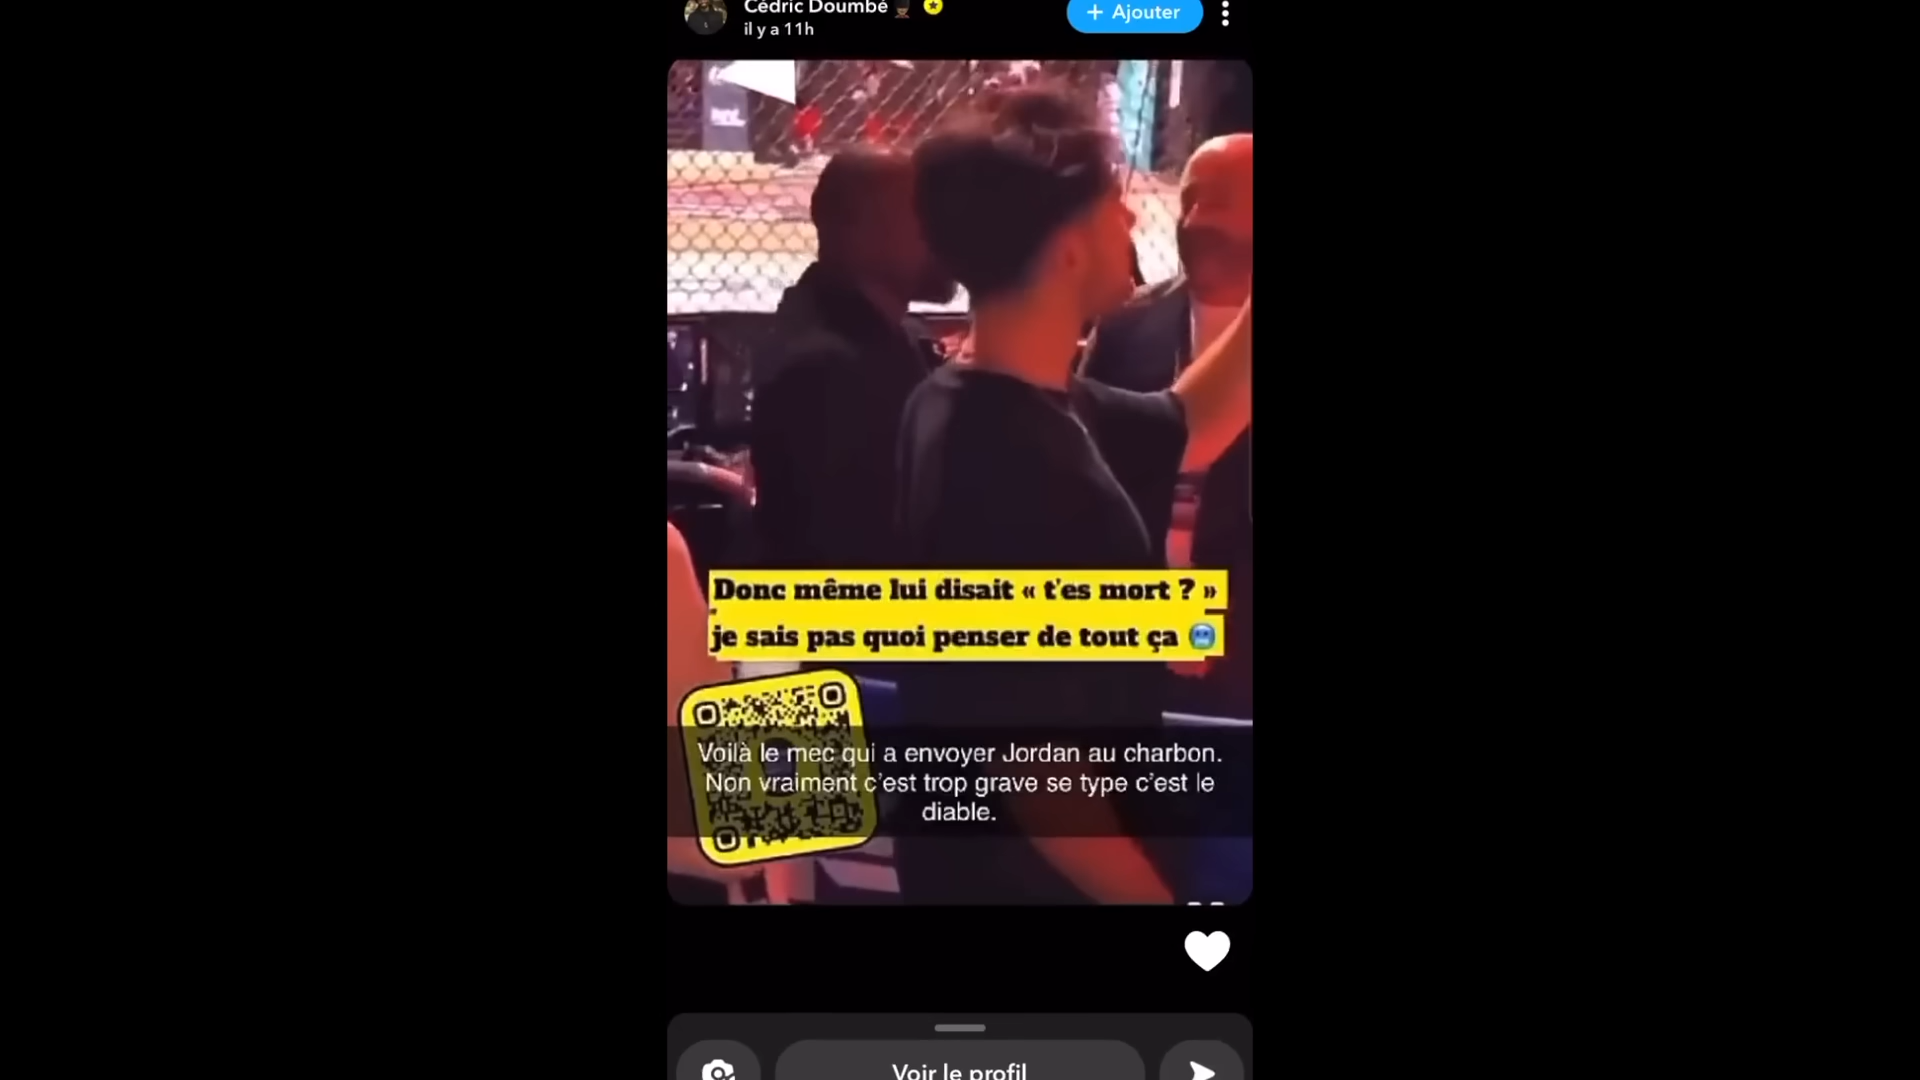 Cédric Doumbé
il y a 11h
+ Ajouter
Donc même lui disait « t'es mort ? »
je sais pas quoi penser de tout ça 🥶
Voilà le mec qui a envoyer Jordan au charbon.
Non vraiment c'est trop grave se type c'est le
diable.
Voir le profil